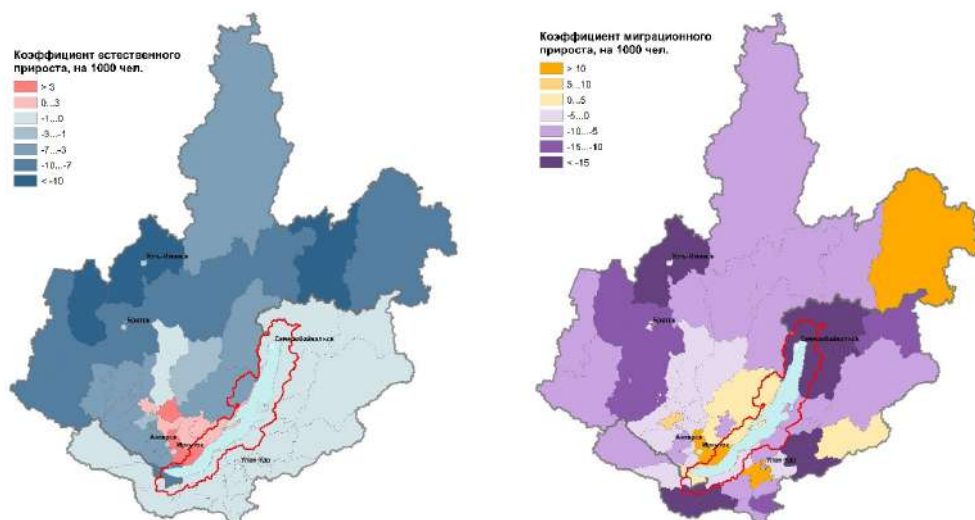 Коэффициент естественного
прироста, на 1000 чел.
> 3
0...3
-1...0
-3...-1
-7...-3
-10...-7
< -10
Усть-Илимск
Братск
Северобайкальск
Ангарск
Иркутск
Улан-Удэ
Коэффициент миграционного
прироста, на 1000 чел.
> 10
5...10
0...5
-5...0
-10...-5
-15...-10
< -15
Усть-Илимск
Братск
Северобайкальск
Ангарск
Иркутск
Улан-Удэ